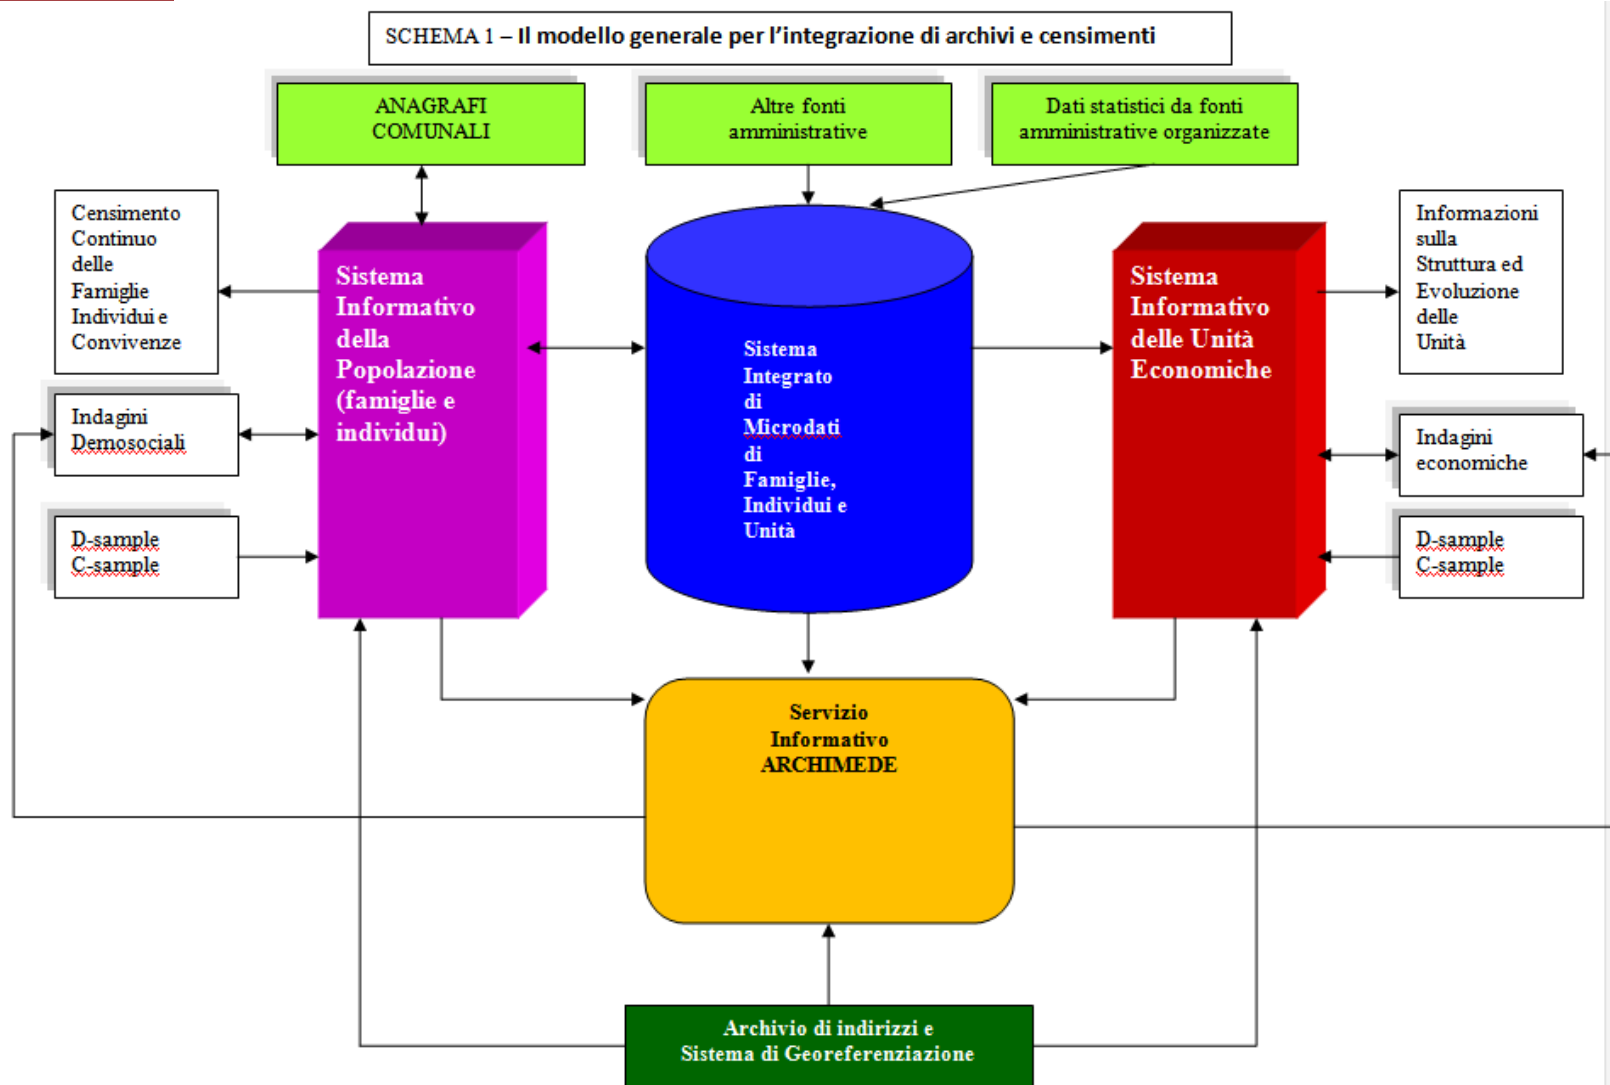 SCHEMA 1 – Il modello generale per l'integrazione di archivi e censimenti
ANAGRAFI
COMUNALI
Altre fonti
amministrative
Dati statistici da fonti
amministrative organizzate
Censimento
Continuo
delle
Famiglie
Individui e
Convivenze
Sistema
Informativo
della
Popolazione
(famiglie e
individui)
Sistema
Integrato
di
Microdati
di
Famiglie,
Individui e
Unità
Sistema
Informativo
delle Unità
Economiche
Informazioni
sulla
Struttura ed
Evoluzione
delle
Unità
Indagini
Demosociali
Indagini
economiche
D-sample
C-sample
D-sample
C-sample
Servizio
Informativo
ARCHIMEDE
Archivio di indirizzi e
Sistema di Georeferenziazione